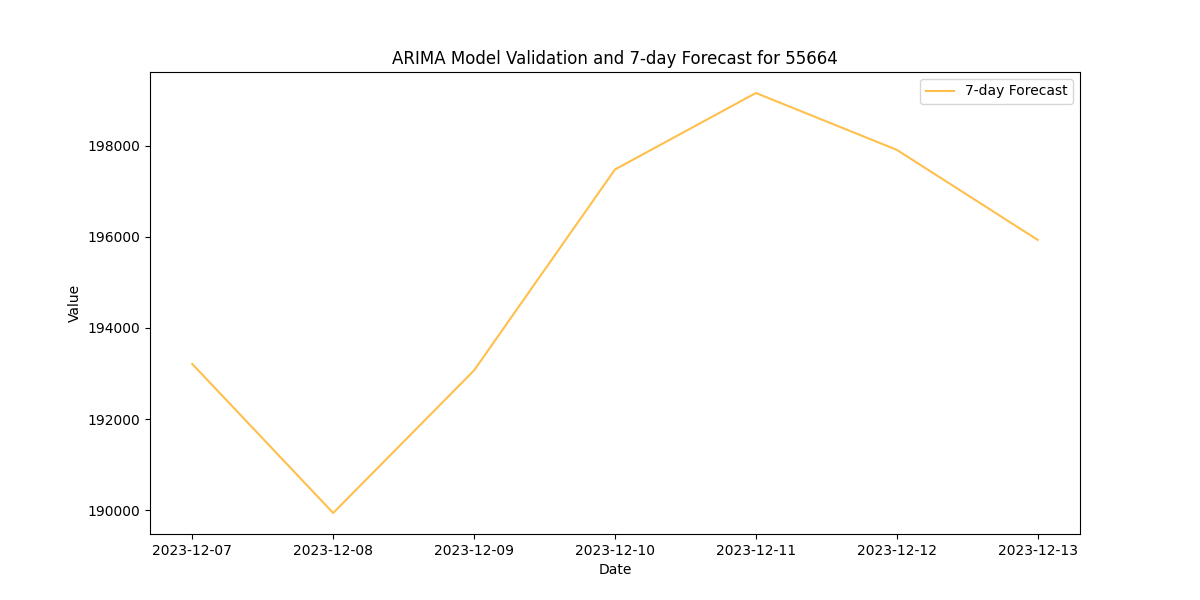 ARIMA Model Validation and 7-day Forecast for 55664
7-day Forecast
198000
196000
194000
192000
190000
Value
2023-12-07 2023-12-08 2023-12-09 2023-12-10 2023-12-11 2023-12-12 2023-12-13
Date